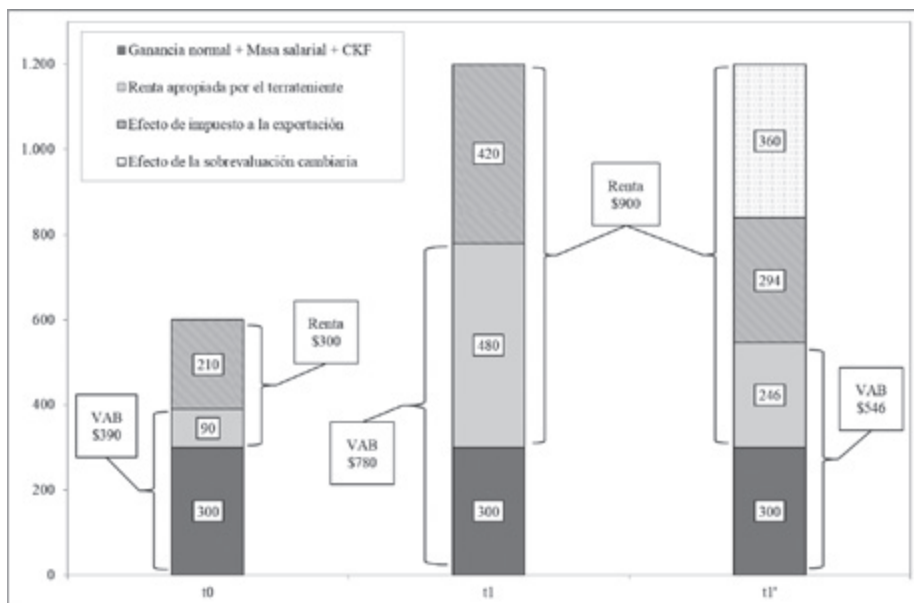 Ganancia normal + Masa salarial + CKF
Renta apropiada por el terrateniente
Efecto de impuesto a la exportación
Efecto de la sobrevaluación cambiaria
1.200
1.000
800
600
400
200
0
210
90
300
VAB
$390
Renta
$300
420
480
300
VAB
$780
Renta
$900
360
294
246
300
VAB
$546
t0
t1
t1'